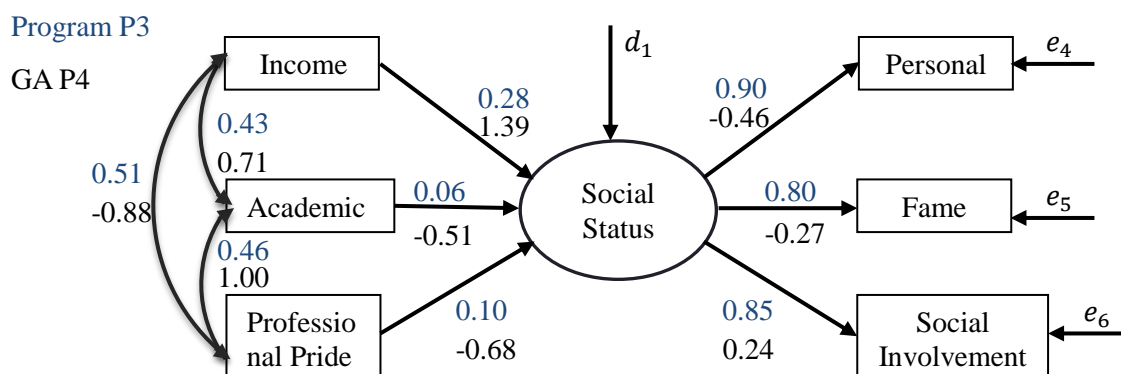 Program P3
GA P4
Income
Academic
Professio
nal Pride
0.43
0.71
0.51
-0.88
0.46
1.00
0.28
1.39
0.06
-0.51
0.10
-0.68
d₁
Social
Status
0.90
-0.46
0.80
-0.27
0.85
0.24
Personal
Fame
Social
Involvement
e₄
e₅
e₆